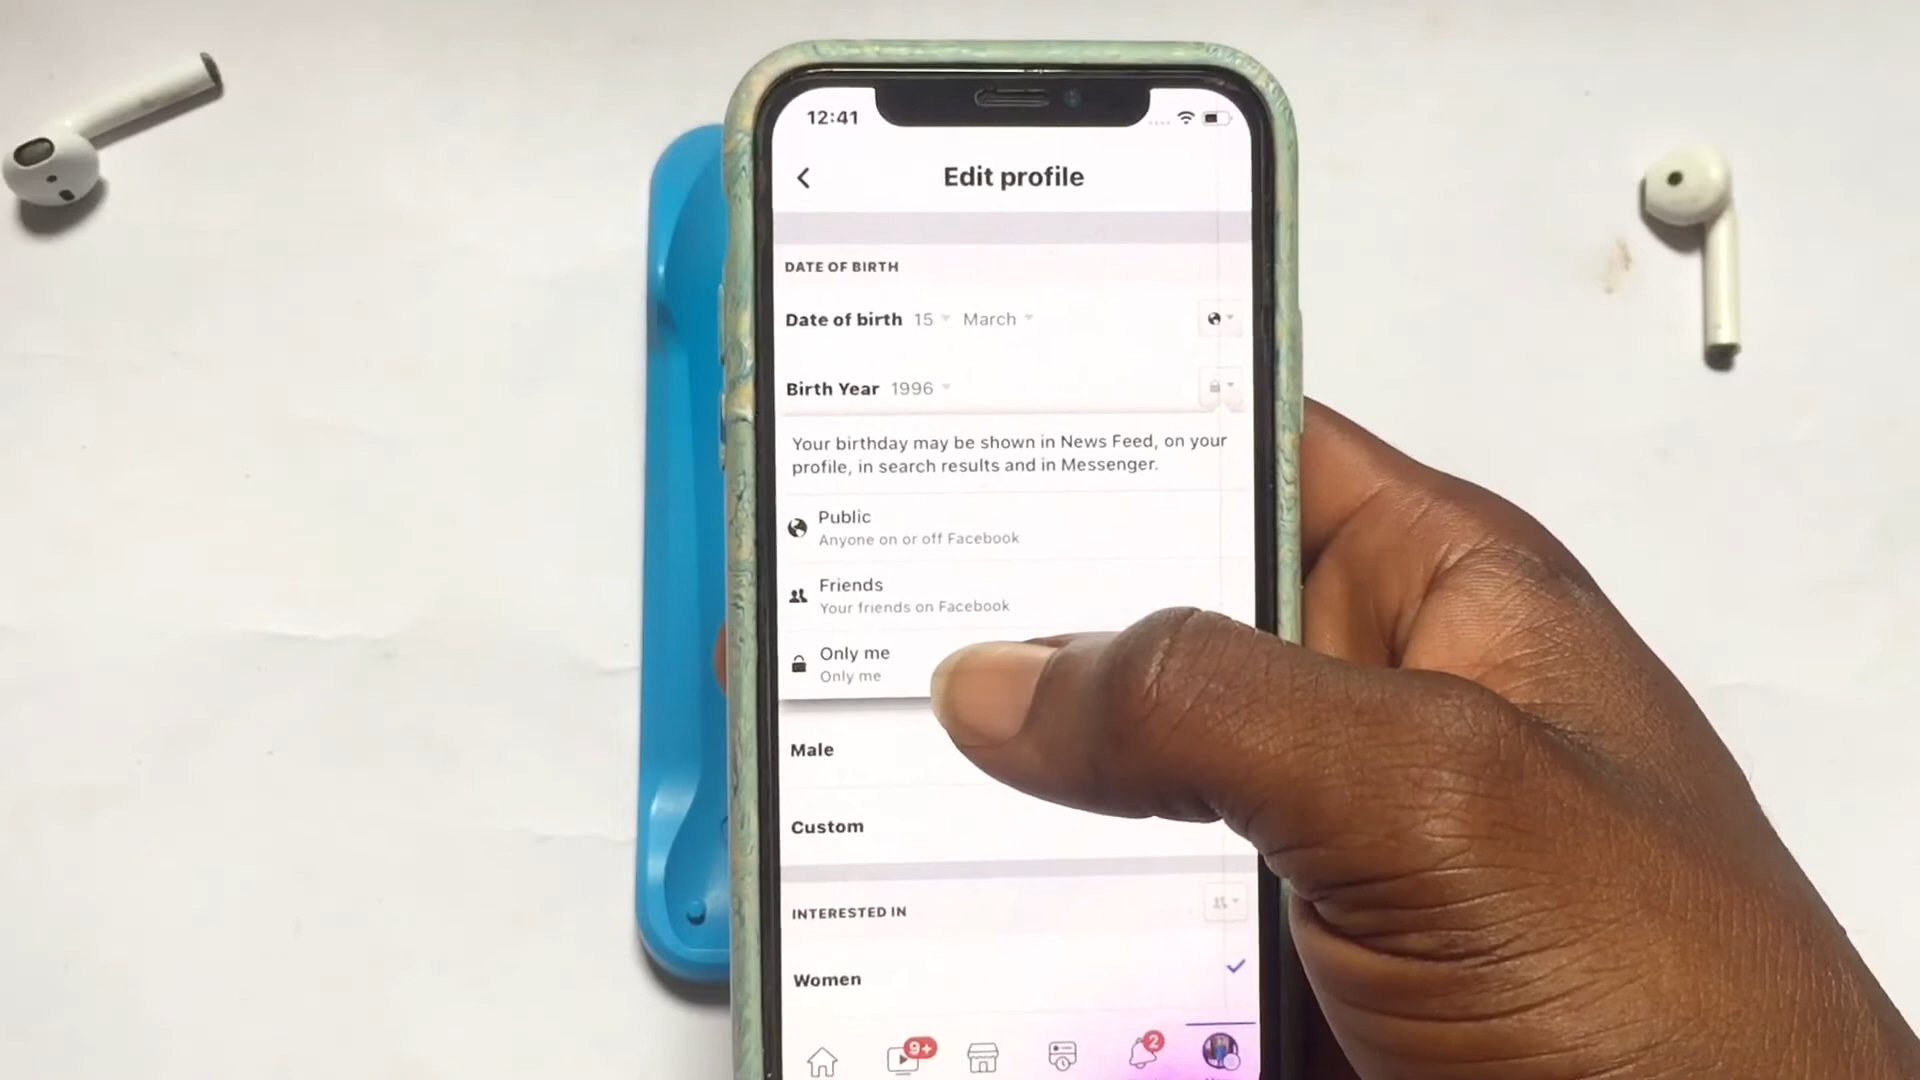 12:41
Edit profile
DATE OF BIRTH
Date of birth 15 March
Birth Year 1996
Your birthday may be shown in News Feed, on your
profile, in search results and in Messenger.
Public
Anyone on or off Facebook
Friends
Your friends on Facebook
Only me
Only me
Male
Custom
INTERESTED IN
Women
9+
2